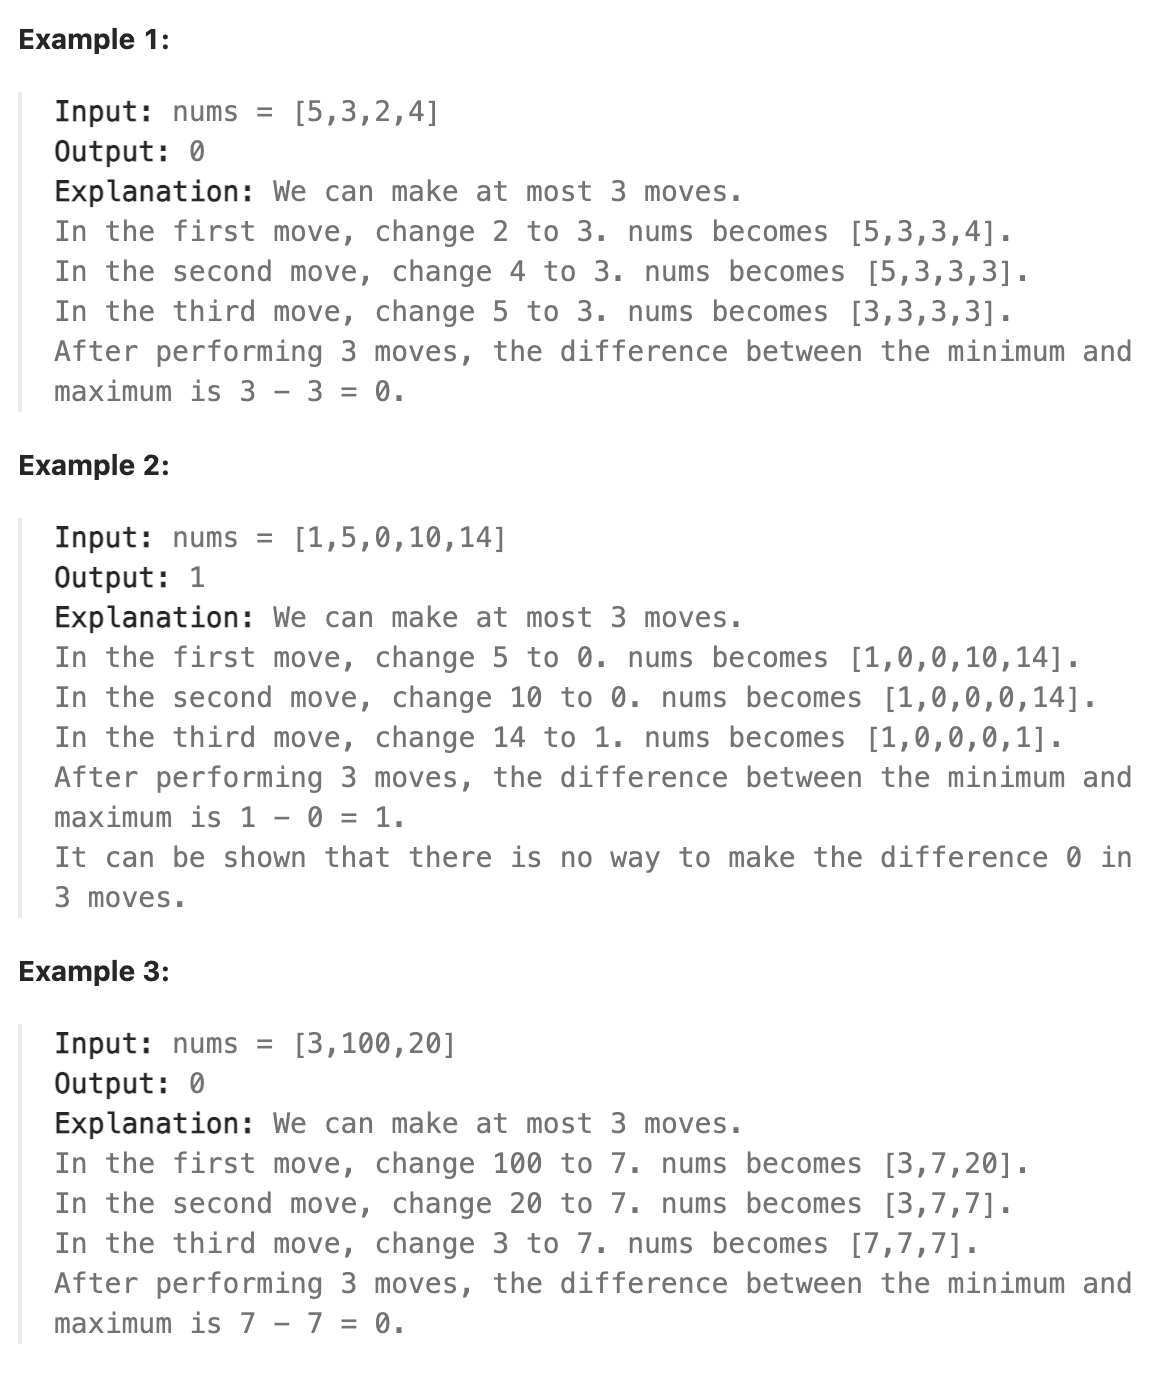 Example 1:
Input: nums = [5,3,2,4]
Output: 0
Explanation: We can make at most 3 moves.
In the first move, change 2 to 3. nums becomes [5,3,3,4].
In the second move, change 4 to 3. nums becomes [5,3,3,3].
In the third move, change 5 to 3. nums becomes [3,3,3,3].
After performing 3 moves, the difference between the minimum and
maximum is 3 - 3 = 0.
Example 2:
Input: nums = [1,5,0,10,14]
Output: 1
Explanation: We can make at most 3 moves.
In the first move, change 5 to 0. nums becomes [1,0,0,10,14].
In the second move, change 10 to 0. nums becomes [1,0,0,0,14].
In the third move, change 14 to 1. nums becomes [1,0,0,0,1].
After performing 3 moves, the difference between the minimum and
maximum is 1 - 0 = 1.
It can be shown that there is no way to make the difference 0 in
3 moves.
Example 3:
Input: nums = [3,100,20]
Output: 0
Explanation: We can make at most 3 moves.
In the first move, change 100 to 7. nums becomes [3,7,20].
In the second move, change 20 to 7. nums becomes [3,7,7].
In the third move, change 3 to 7. nums becomes [7,7,7].
After performing 3 moves, the difference between the minimum and
maximum is 7 - 7 = 0.